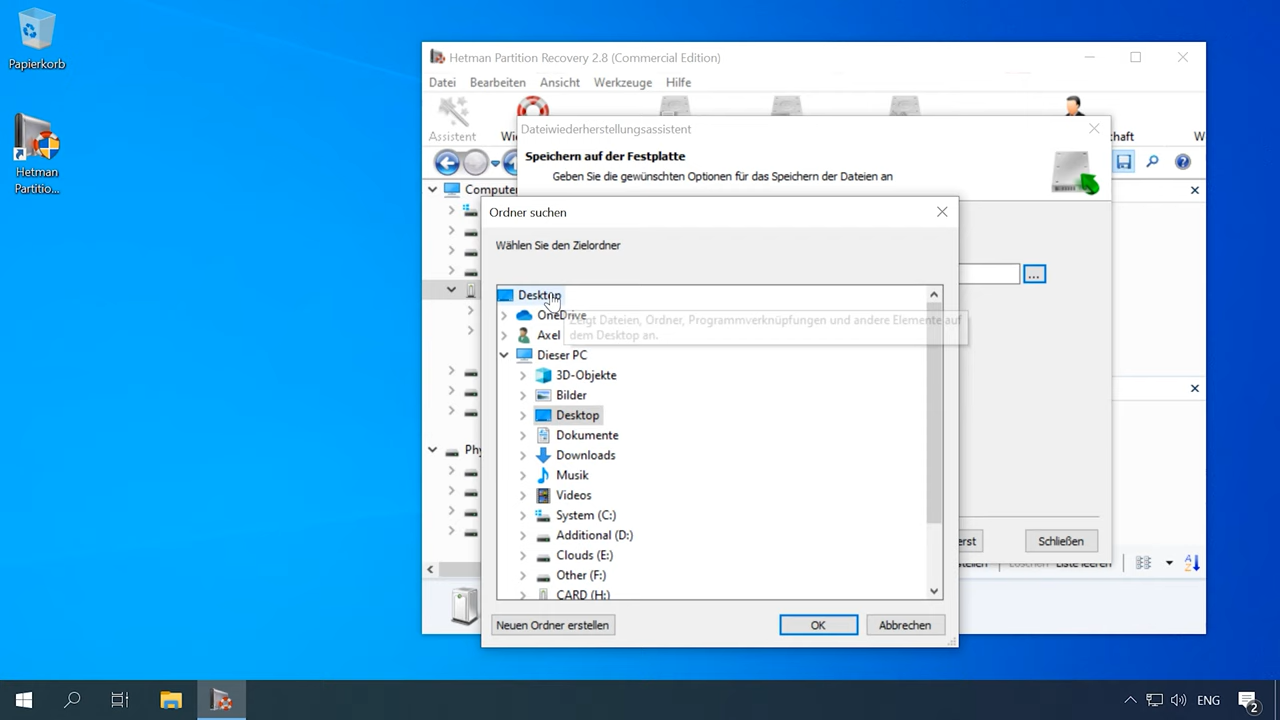 Papierkorb
Hetman
Partitio...
Hetman Partition Recovery 2.8 (Commercial Edition)
Datei Bearbeiten Ansicht Werkzeuge Hilfe
Assistent
Dateiwiederherstellungsassistent
Speichern auf der Festplatte
Geben Sie die gewünschten Optionen für das Speichern der Dateien an
Computer
Ordner suchen
Wählen Sie den Zielordner
...
Desktop
OneDrive
Zeigt Dateien, Ordner, Programmverknüpfungen und andere Elemente auf
dem Desktop an.
Axel
Dieser PC
3D-Objekte
Bilder
Desktop
Dokumente
Downloads
Musik
Videos
System (C:)
Additional (D:)
Clouds (E:)
Other (F:)
CARD (H:)
Schließen
Neuen Ordner erstellen
OK
Abbrechen
ENG
2